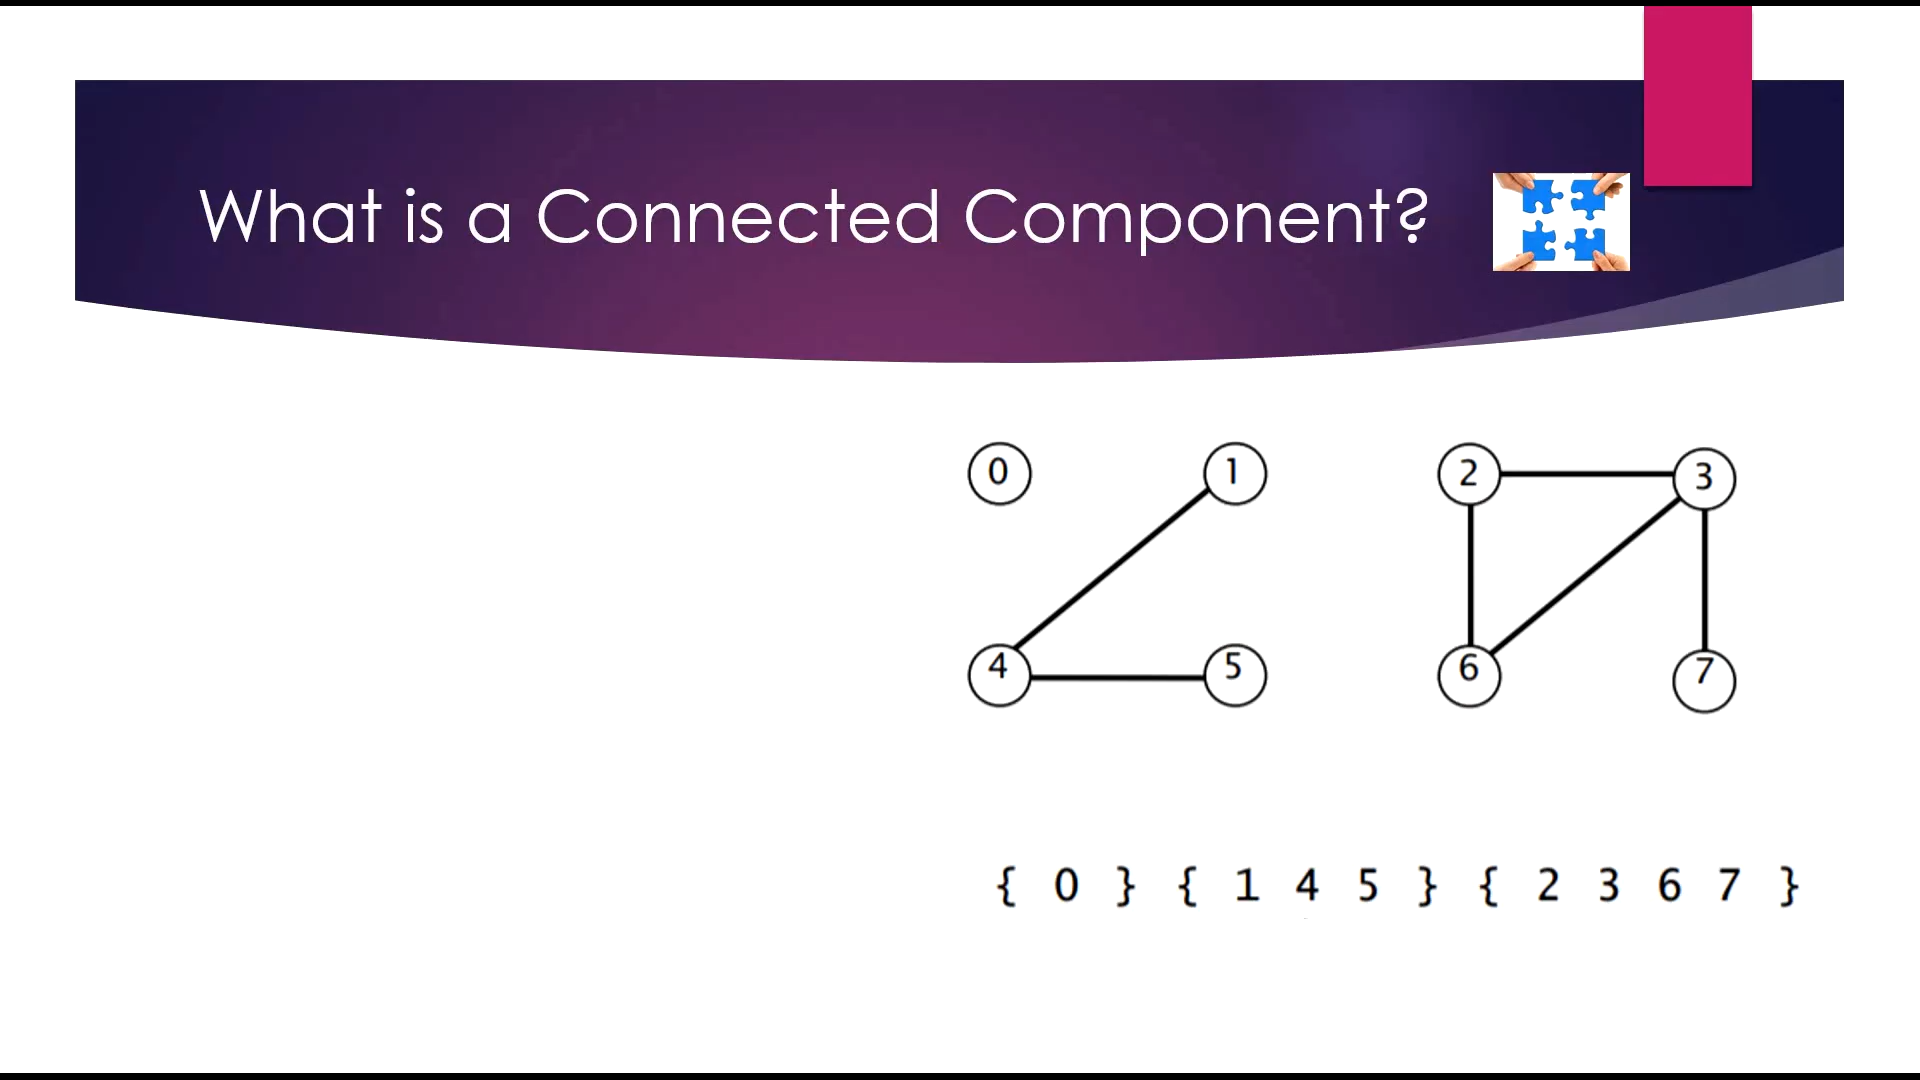 What is a Connected Component?
0 1 2 3
4 5 6 7
{ 0 } { 1 4 5 } { 2 3 6 7 }